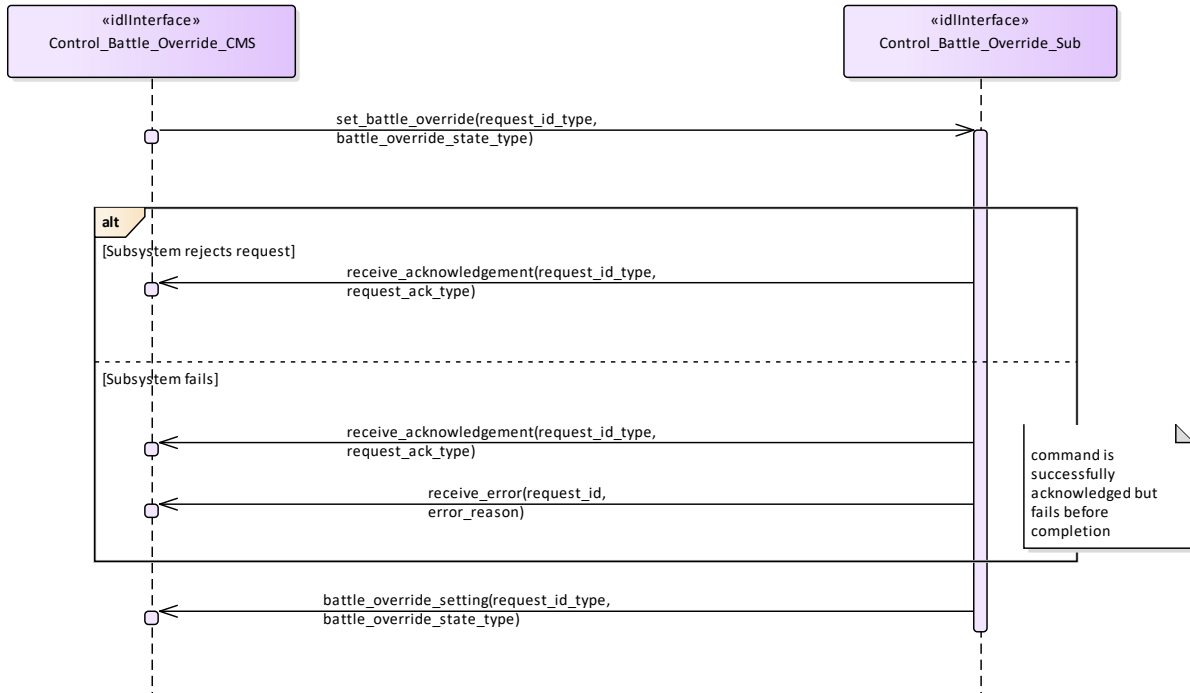 «idlInterface»
Control_Battle_Override_CMS
«idlInterface»
Control_Battle_Override_Sub
set_battle_override(request_id_type,
battle_override_state_type)
alt
[Subsystem rejects request]
receive_acknowledgement(request_id_type,
request_ack_type)
[Subsystem fails]
receive_acknowledgement(request_id_type,
request_ack_type)
command is
successfully
acknowledged but
fails before
completion
receive_error(request_id,
error_reason)
battle_override_setting(request_id_type,
battle_override_state_type)